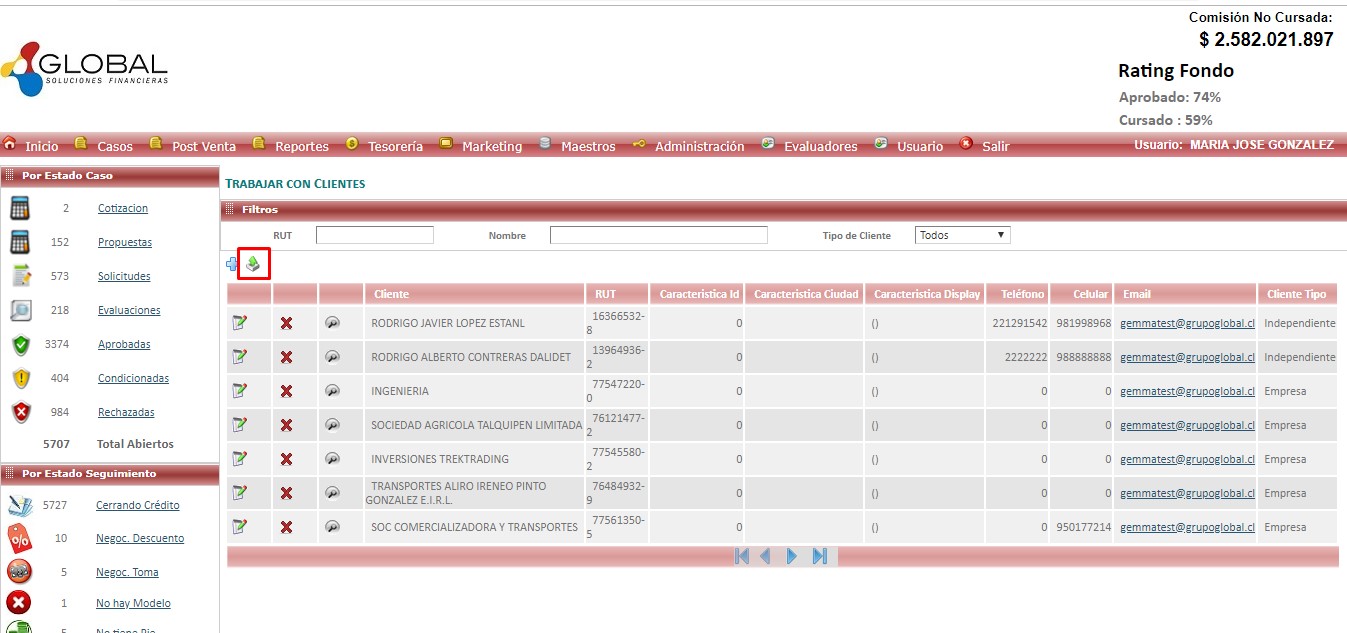 Comisión No Cursada:
$ 2.582.021.897
Rating Fondo
Aprobado: 74%
Cursado : 59%
GLOBAL
SOLUCIONES FINANCIERAS
Inicio Casos Post Venta Reportes Tesorería Marketing Maestros Administración Evaluadores Usuario Salir Usuario: MARIA JOSE GONZALEZ
Por Estado Caso
2 Cotizacion
152 Propuestas
573 Solicitudes
218 Evaluaciones
3374 Aprobadas
404 Condicionadas
984 Rechazadas
5707 Total Abiertos
Por Estado Seguimiento
5727 Cerrando Crédito
10 Negoc. Descuento
5 Negoc. Toma
1 No hay Modelo
5 No tiene Pie
TRABAJAR CON CLIENTES
Filtros
RUT Nombre Tipo de Cliente Todos
Cliente RUT Caracteristica Id Caracteristica Ciudad Caracteristica Display Teléfono Celular Email Cliente Tipo
RODRIGO JAVIER LOPEZ ESTANL 16366532-8 0 () 221291542 981998968 gemmatest@grupoglobal.cl Independiente
RODRIGO ALBERTO CONTRERAS DALIDET 13964936-2 0 () 2222222 988888888 gemmatest@grupoglobal.cl Independiente
INGENIERIA 77547220-0 0 () 0 0 gemmatest@grupoglobal.cl Empresa
SOCIEDAD AGRICOLA TALQUIPEN LIMITADA 76121477-2 0 () 0 0 gemmatest@grupoglobal.cl Empresa
INVERSIONES TREKTRADING 77545580-2 0 () 0 0 gemmatest@grupoglobal.cl Empresa
TRANSPORTES ALIRO IRENEO PINTO GONZALEZ E.I.R.L. 76484932-9 0 () 0 0 gemmatest@grupoglobal.cl Empresa
SOC COMERCIALIZADORA Y TRANSPORTES 77561350-5 0 () 0 950177214 gemmatest@grupoglobal.cl Empresa